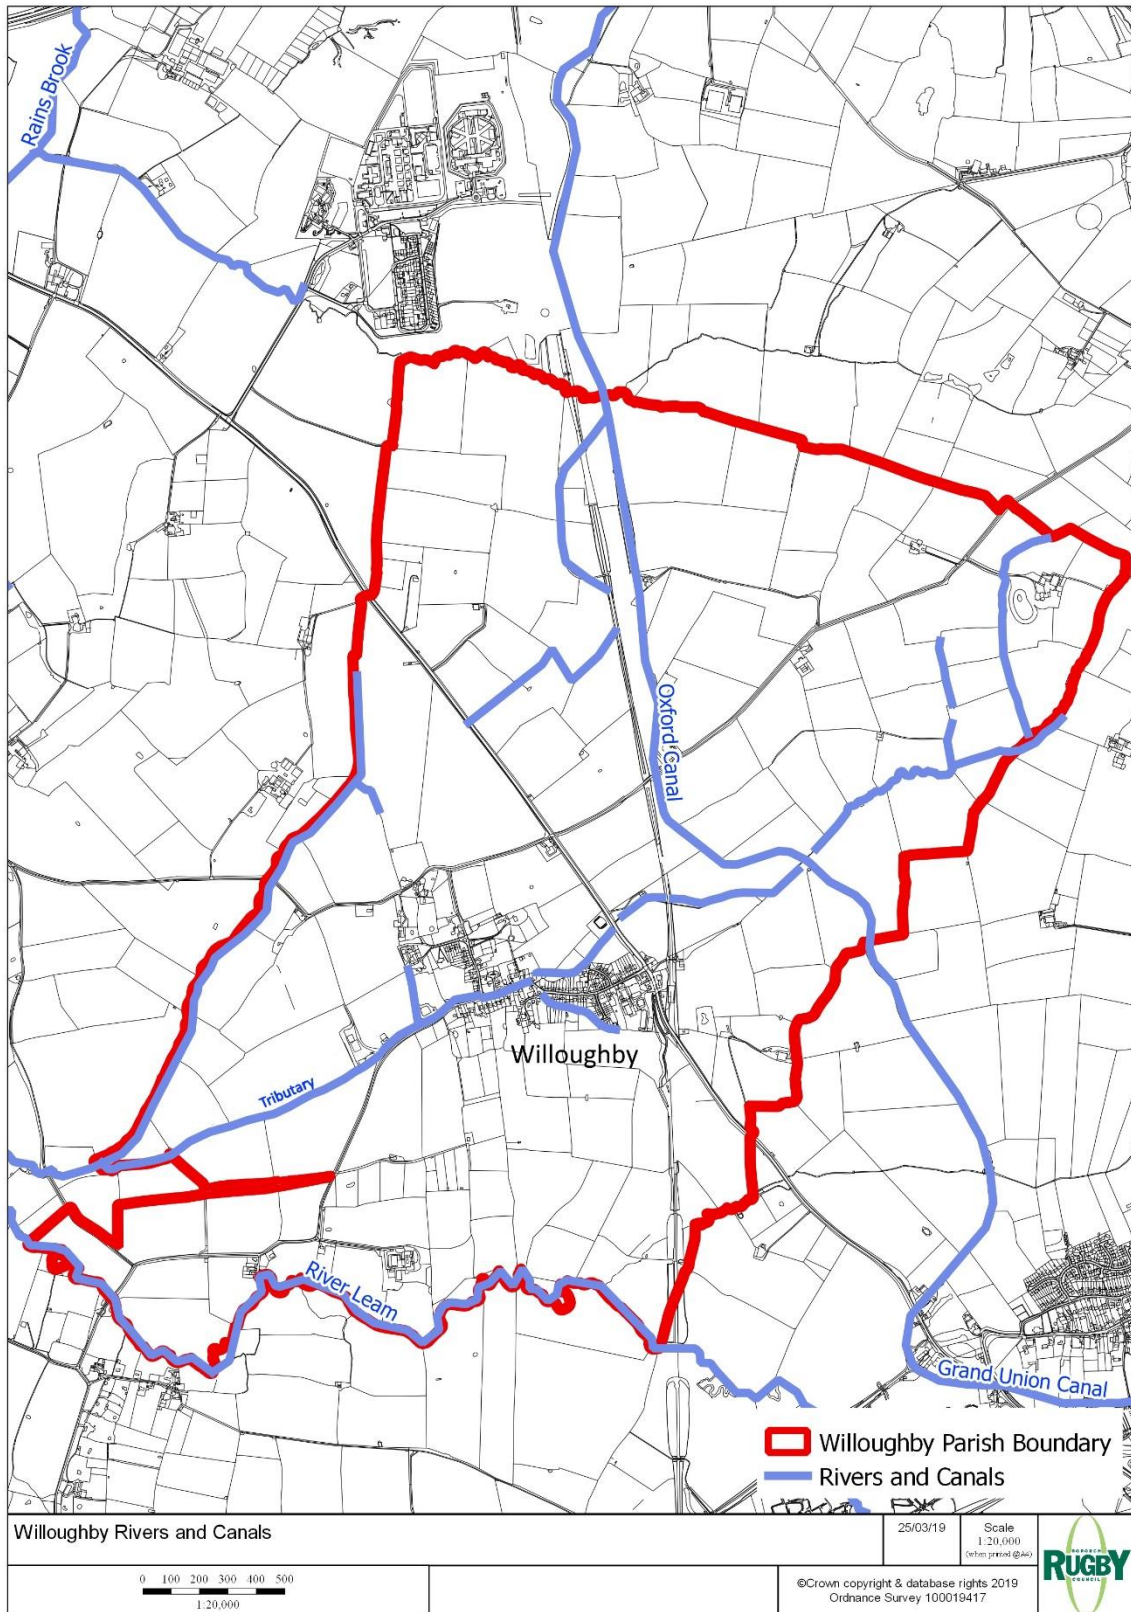 Rains Brook
Oxford Canal
Willoughby
Tributary
River Leam
Grand Union Canal
Willoughby Parish Boundary
Rivers and Canals
Willoughby Rivers and Canals
25/03/19
Scale
1:20,000
(when printed @A4)
0 100 200 300 400 500
1:20,000
©Crown copyright & database rights 2019
Ordnance Survey 100019417
BOROUGH
RUGBY
COUNCIL